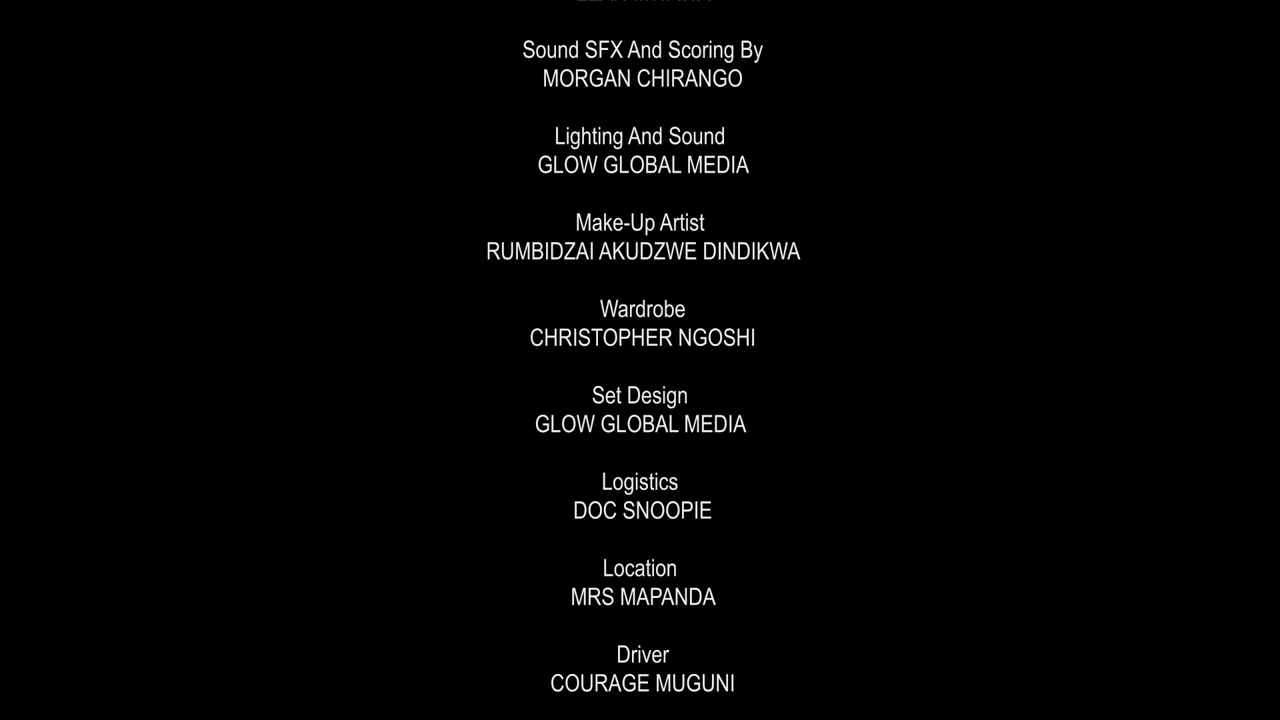 Sound SFX And Scoring By
MORGAN CHIRANGO
Lighting And Sound
GLOW GLOBAL MEDIA
Make-Up Artist
RUMBIDZAI AKUDZWE DINDIKWA
Wardrobe
CHRISTOPHER NGOSHI
Set Design
GLOW GLOBAL MEDIA
Logistics
DOC SNOOPIE
Location
MRS MAPANDA
Driver
COURAGE MUGUNI